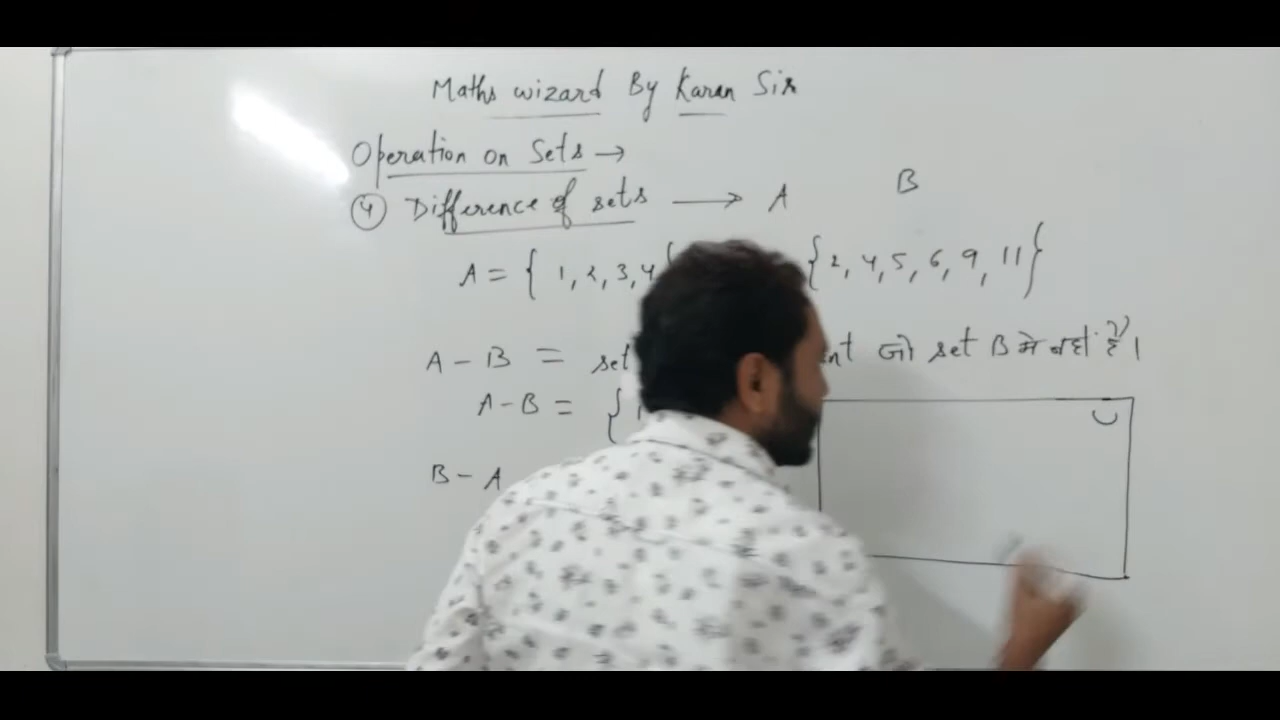 Maths wizard By Karan Sir
Operation on Sets →
④ Difference of sets → A B
A = { 1, 2, 3, 4 { 2, 4, 5, 6, 9, 11 }
A - B = set जो set B में नहीं है।
A - B = { 1
B - A
U